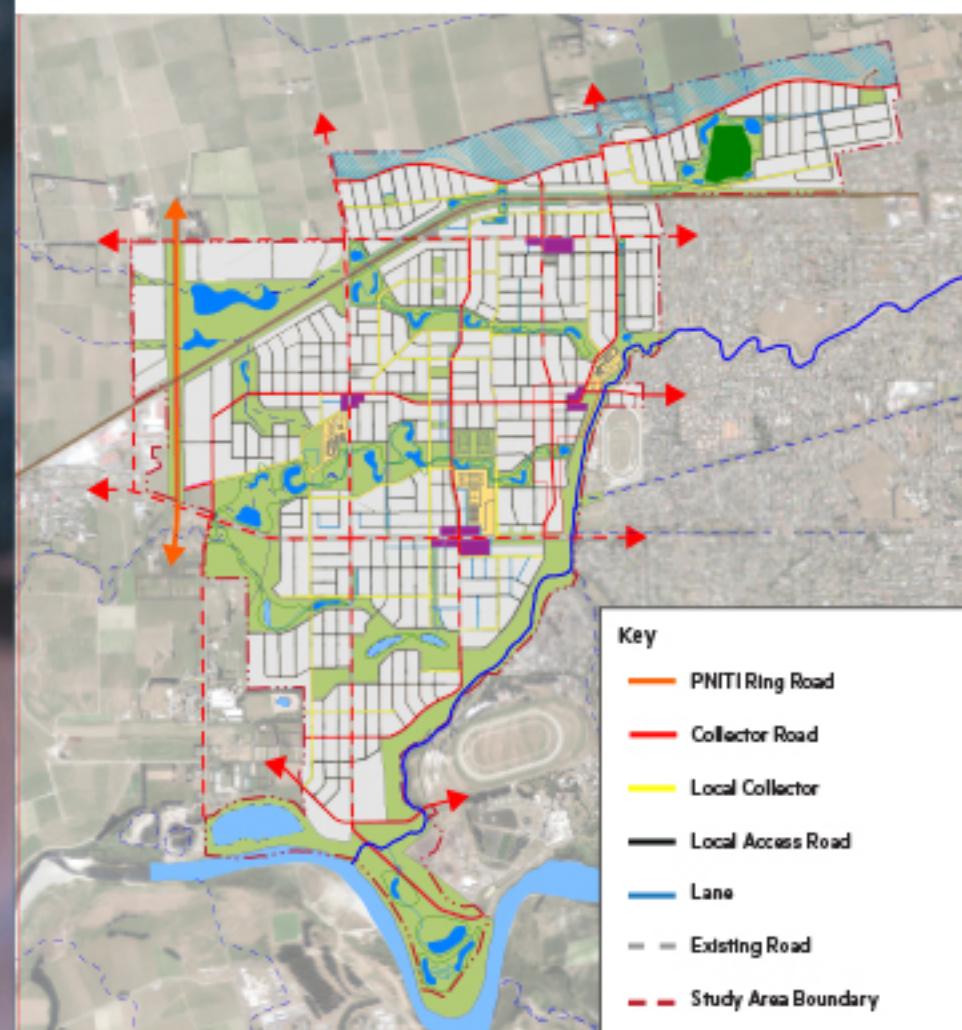 Key
PNITI Ring Road
Collector Road
Local Collector
Local Access Road
Lane
Existing Road
Study Area Boundary